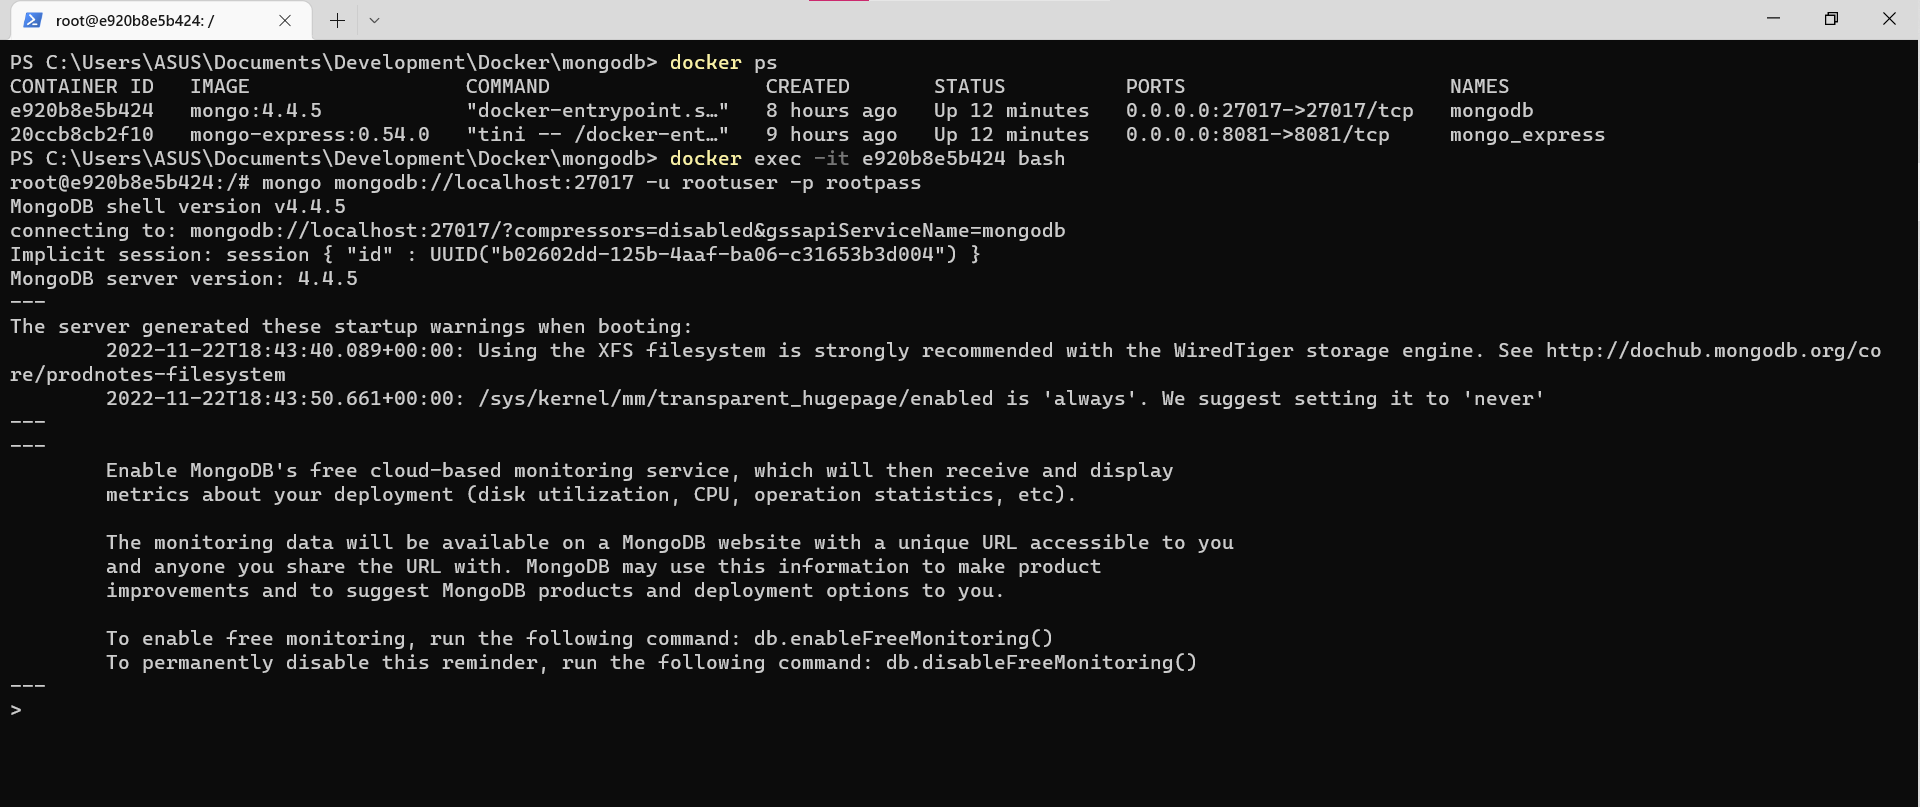 root@e920b8e5b424: /
PS C:\Users\ASUS\Documents\Development\Docker\mongodb> docker ps
CONTAINER ID   IMAGE                  COMMAND                  CREATED       STATUS          PORTS                      NAMES
e920b8e5b424   mongo:4.4.5            "docker-entrypoint.s…"   8 hours ago   Up 12 minutes   0.0.0.0:27017->27017/tcp   mongodb
20ccb8cb2f10   mongo-express:0.54.0   "tini -- /docker-ent…"   9 hours ago   Up 12 minutes   0.0.0.0:8081->8081/tcp     mongo_express
PS C:\Users\ASUS\Documents\Development\Docker\mongodb> docker exec -it e920b8e5b424 bash
root@e920b8e5b424:/# mongo mongodb://localhost:27017 -u rootuser -p rootpass
MongoDB shell version v4.4.5
connecting to: mongodb://localhost:27017/?compressors=disabled&gssapiServiceName=mongodb
Implicit session: session { "id" : UUID("b02602dd-125b-4aaf-ba06-c31653b3d004") }
MongoDB server version: 4.4.5
---
The server generated these startup warnings when booting:
        2022-11-22T18:43:40.089+00:00: Using the XFS filesystem is strongly recommended with the WiredTiger storage engine. See http://dochub.mongodb.org/co
re/prodnotes-filesystem
        2022-11-22T18:43:50.661+00:00: /sys/kernel/mm/transparent_hugepage/enabled is 'always'. We suggest setting it to 'never'
---
---
        Enable MongoDB's free cloud-based monitoring service, which will then receive and display
        metrics about your deployment (disk utilization, CPU, operation statistics, etc).

        The monitoring data will be available on a MongoDB website with a unique URL accessible to you
        and anyone you share the URL with. MongoDB may use this information to make product
        improvements and to suggest MongoDB products and deployment options to you.

        To enable free monitoring, run the following command: db.enableFreeMonitoring()
        To permanently disable this reminder, run the following command: db.disableFreeMonitoring()
---
>